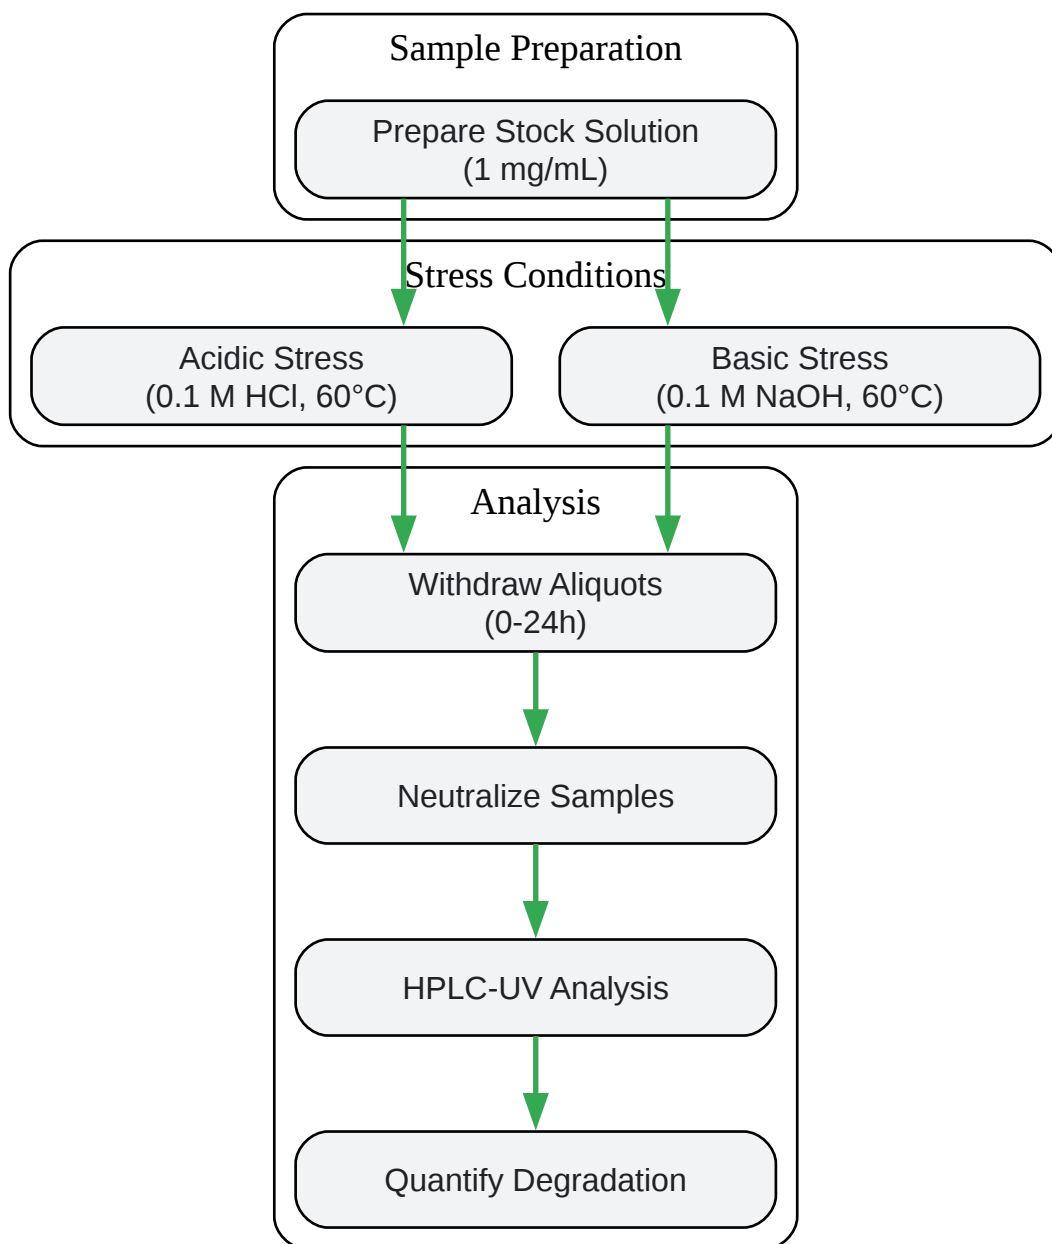 Sample Preparation
Prepare Stock Solution
(1 mg/mL)
Stress Conditions
Acidic Stress
(0.1 M HCl, 60°C)
Basic Stress
(0.1 M NaOH, 60°C)
Analysis
Withdraw Aliquots
(0-24h)
Neutralize Samples
HPLC-UV Analysis
Quantify Degradation